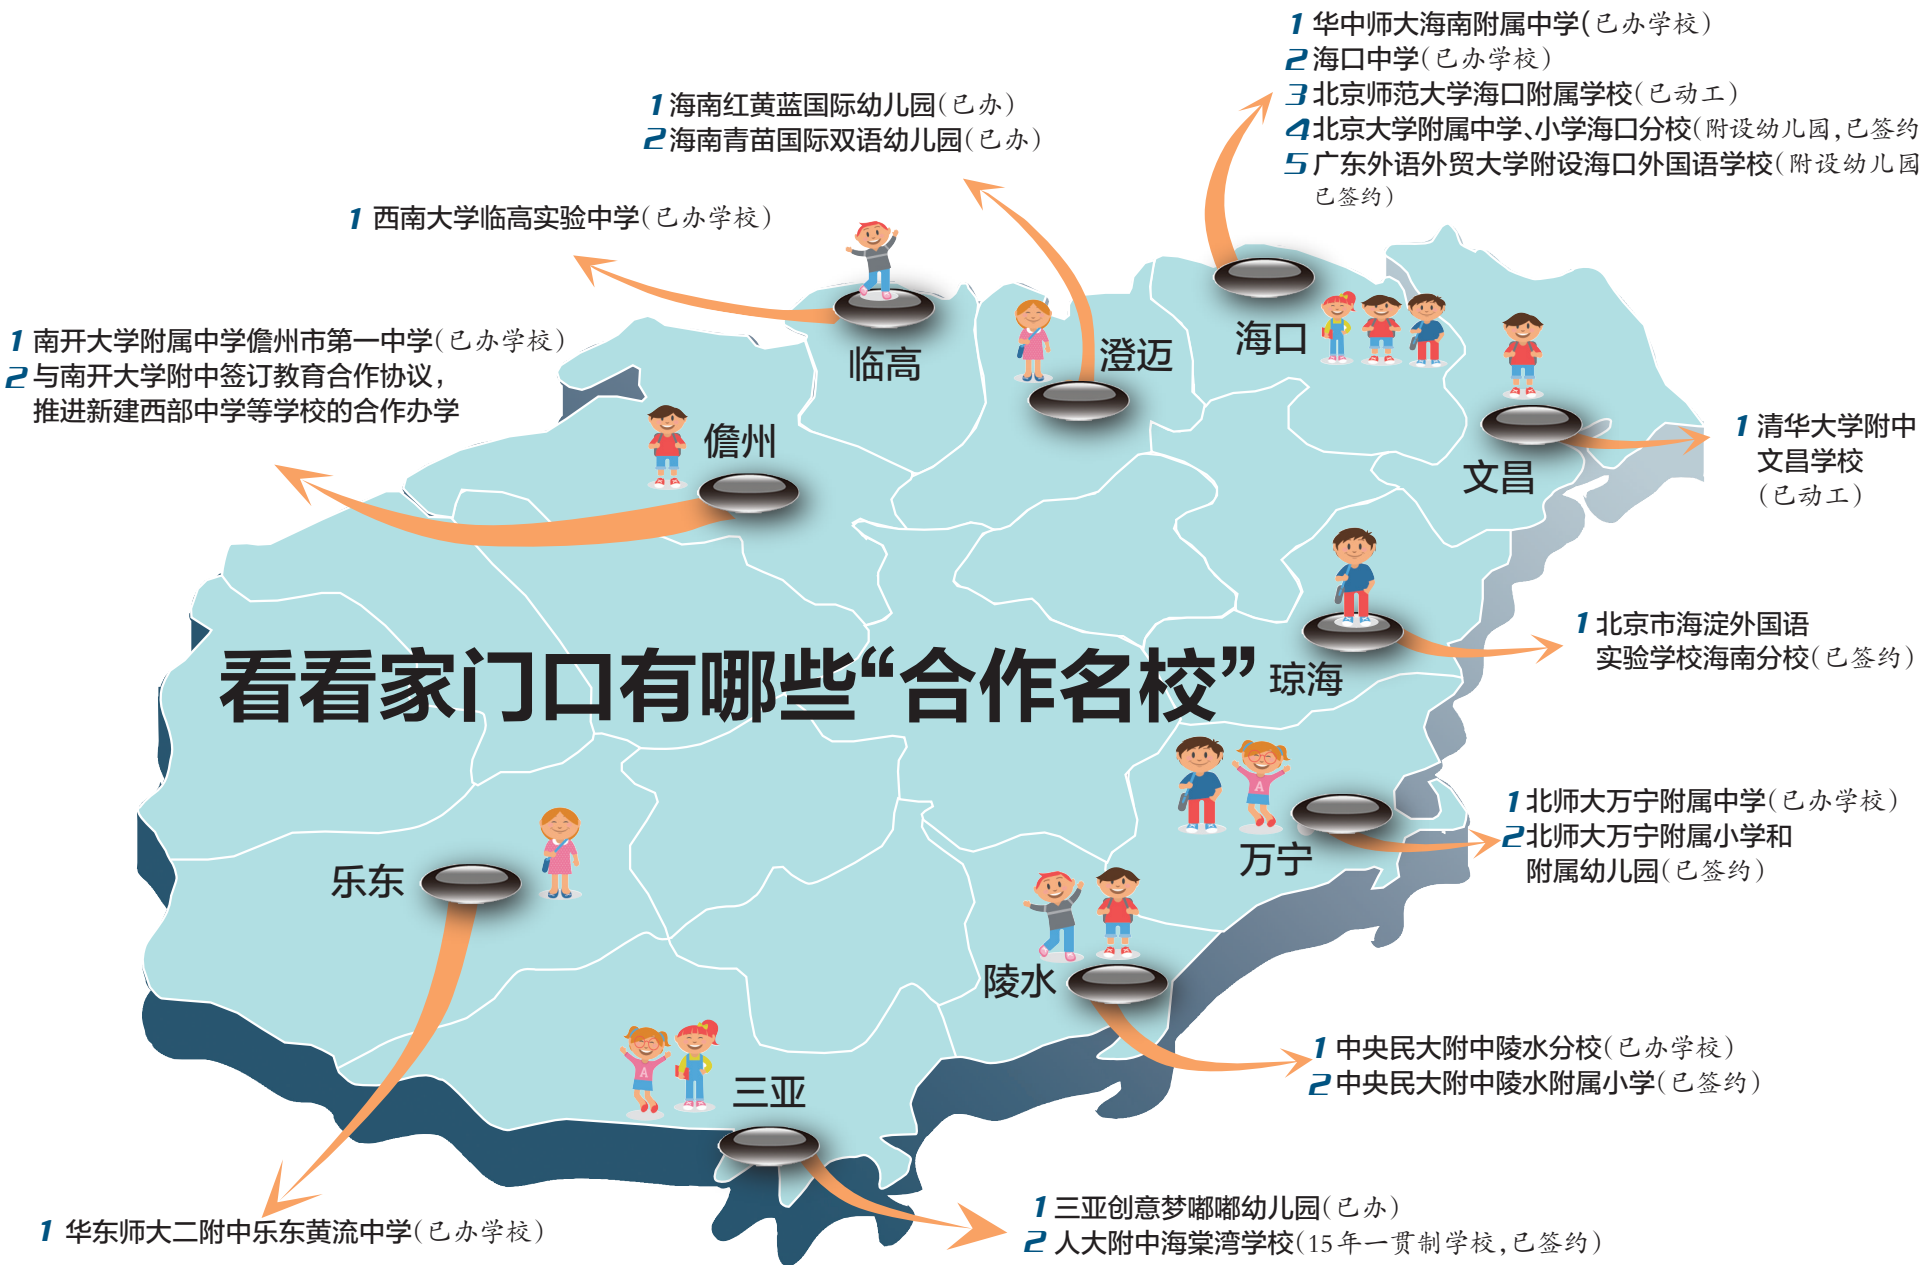 1 华中师大海南附属中学(已办学校)
2 海口中学(已办学校)
3 北京师范大学海口附属学校(已动工)
4 北京大学附属中学、小学海口分校(附设幼儿园,已签约
5 广东外语外贸大学附设海口外国语学校(附设幼儿园
已签约)
1 海南红黄蓝国际幼儿园(已办)
2 海南青苗国际双语幼儿园(已办)
1 西南大学临高实验中学(已办学校)
1 南开大学附属中学儋州市第一中学(已办学校)
2 与南开大学附中签订教育合作协议,
推进新建西部中学等学校的合作办学
临高
澄迈
海口
儋州
文昌
1 清华大学附中
文昌学校
(已动工)
1 北京市海淀外国语
实验学校海南分校(已签约)
看看家门口有哪些“合作名校”
琼海
1 北师大万宁附属中学(已办学校)
2 北师大万宁附属小学和
附属幼儿园(已签约)
万宁
乐东
陵水
1 中央民大附中陵水分校(已办学校)
2 中央民大附中陵水附属小学(已签约)
三亚
1 三亚创意梦嘟嘟幼儿园(已办)
2 人大附中海棠湾学校(15年一贯制学校,已签约)
1 华东师大二附中乐东黄流中学(已办学校)
A
A